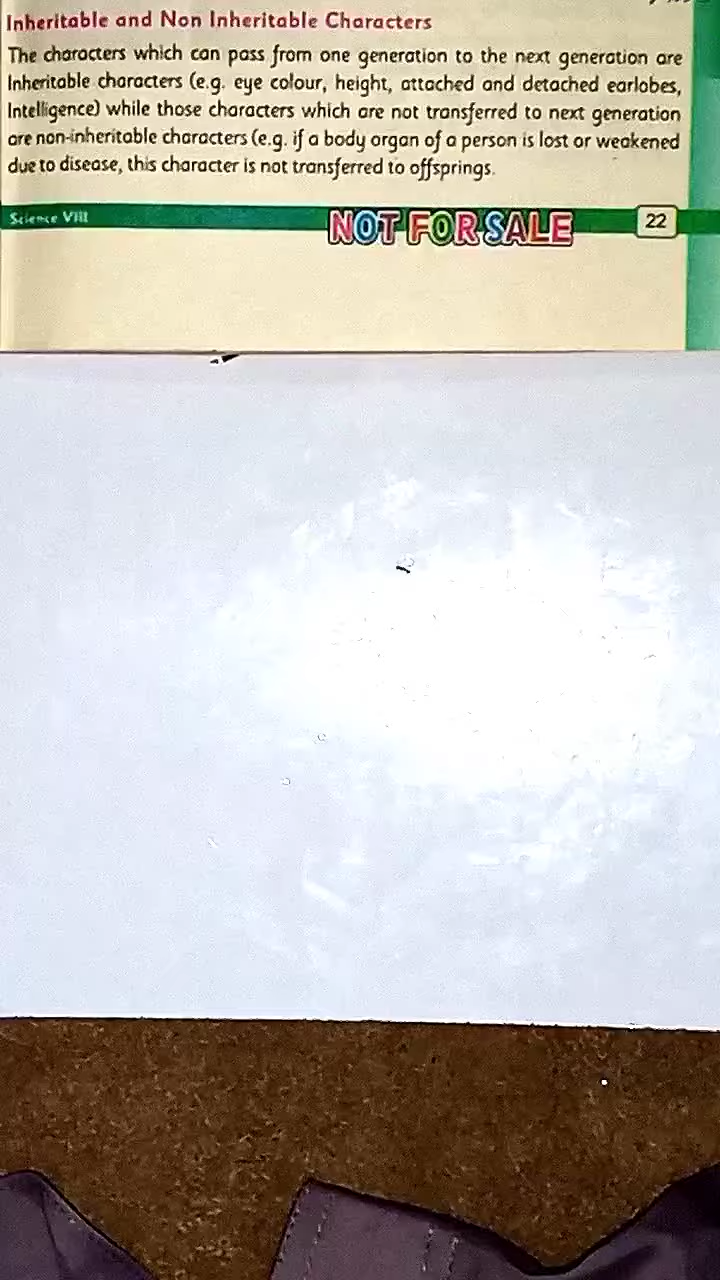 Inheritable and Non Inheritable Characters
The characters which can pass from one generation to the next generation are
Inheritable characters (e.g. eye colour, height, attached and detached earlobes,
Intelligence) while those characters which are not transferred to next generation
are non-inheritable characters (e.g. if a body organ of a person is lost or weakened
due to disease, this character is not transferred to offsprings.
Science VIII
NOT FOR SALE
22